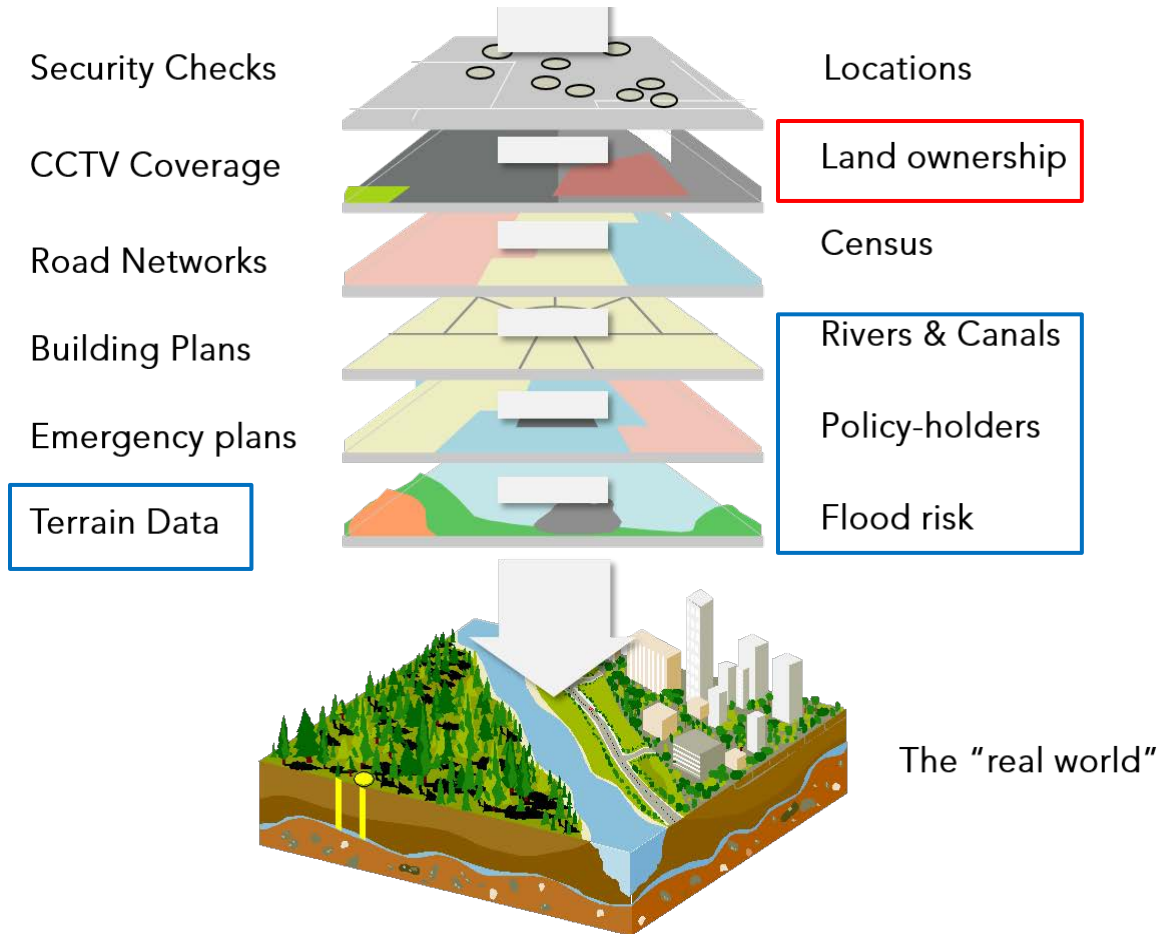 Security Checks
Locations
CCTV Coverage
Land ownership
Road Networks
Census
Building Plans
Rivers & Canals
Emergency plans
Policy-holders
Terrain Data
Flood risk
The “real world”